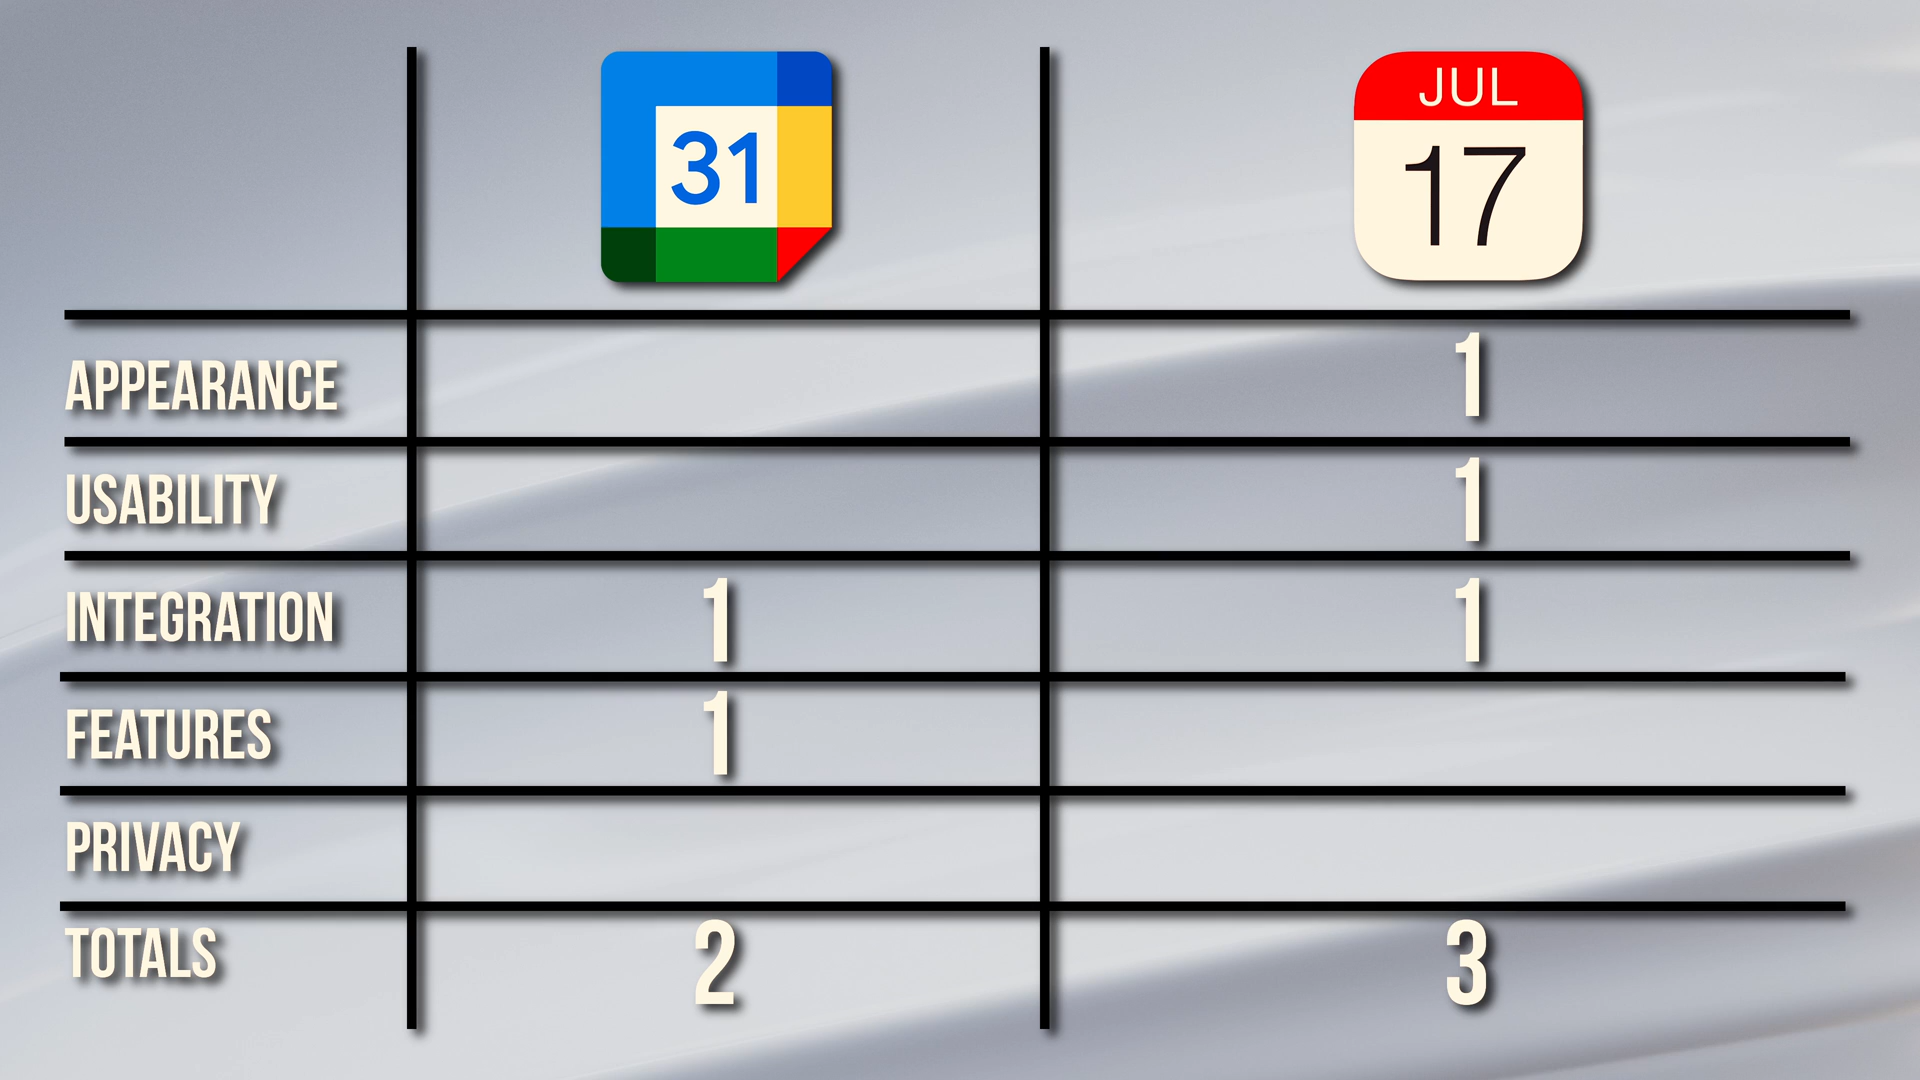 31
JUL
17
APPEARANCE 1
USABILITY 1
INTEGRATION 1 1
FEATURES 1
PRIVACY
TOTALS 2 3